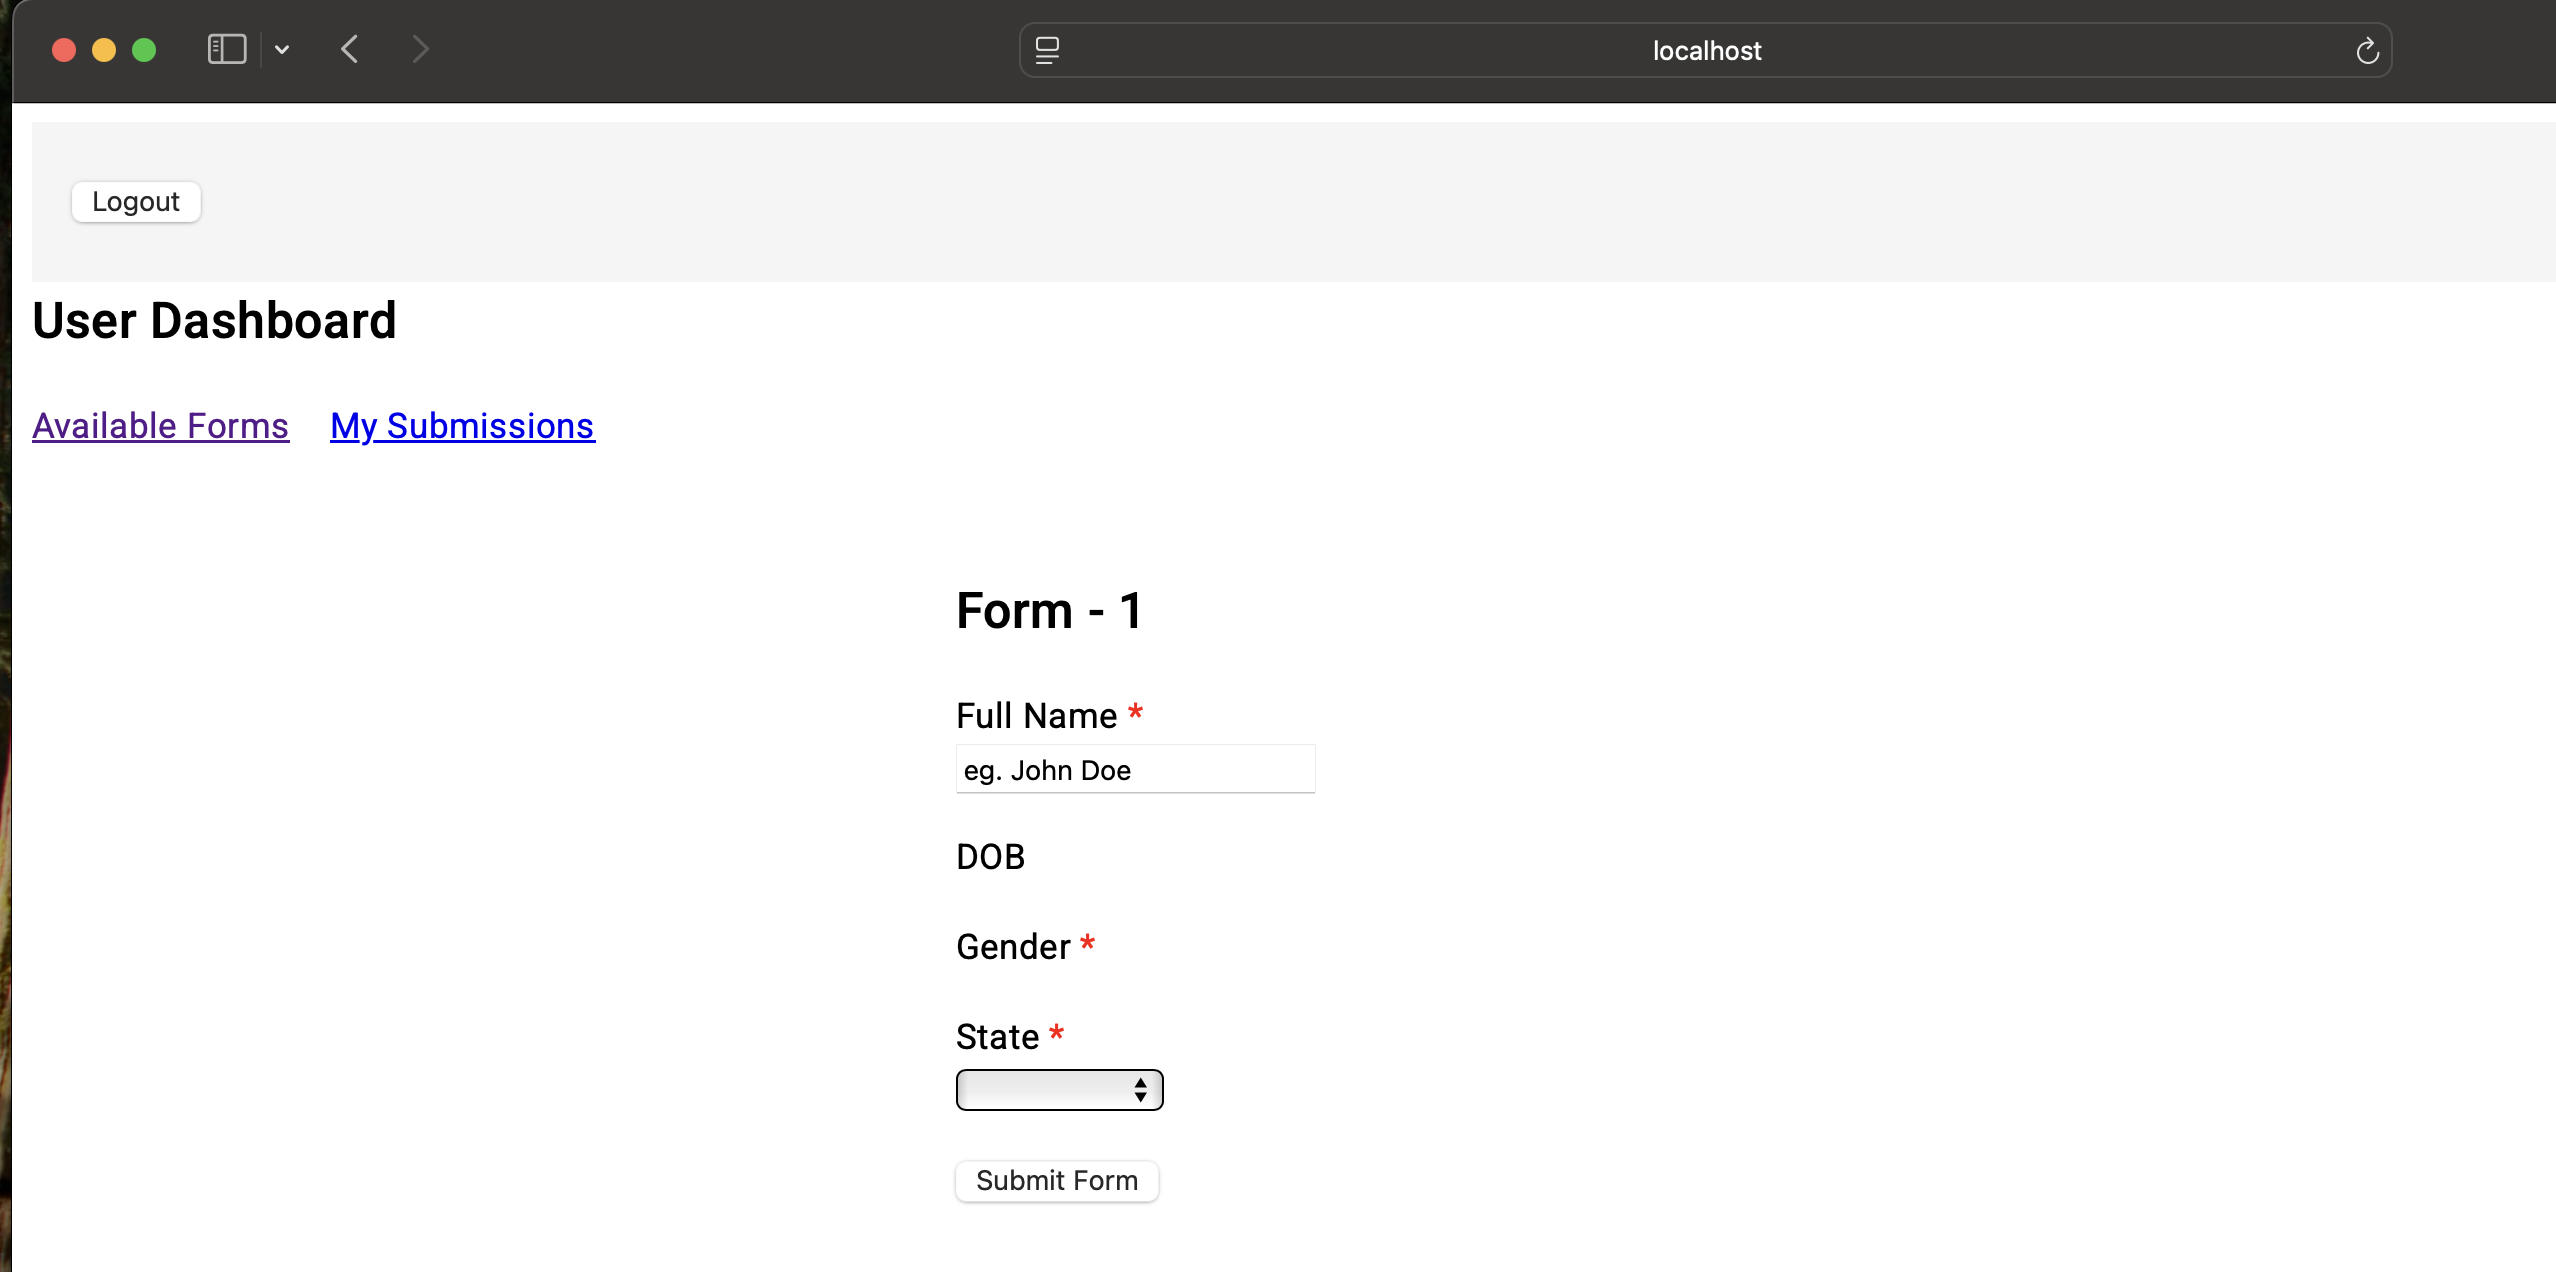 localhost
Logout
User Dashboard
Available Forms My Submissions
Form - 1
Full Name *
eg. John Doe
DOB
Gender *
State *
Submit Form